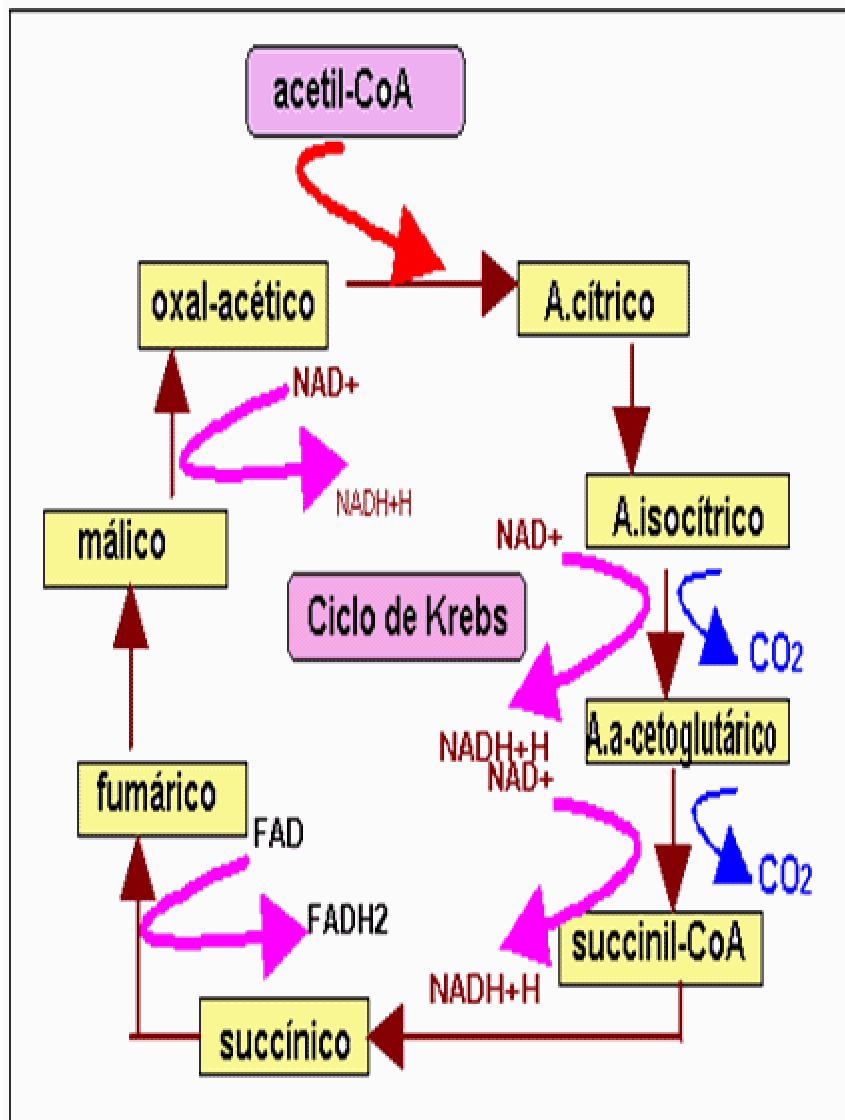 acetil-CoA
oxal-acético
A.cítrico
NAD+
NADH+H
málico
A.isocítrico
NAD+
Ciclo de Krebs
CO2
NADH+H
A.a-cetoglutárico
NAD+
fumárico
FAD
CO2
FADH2
succinil-CoA
NADH+H
succínico